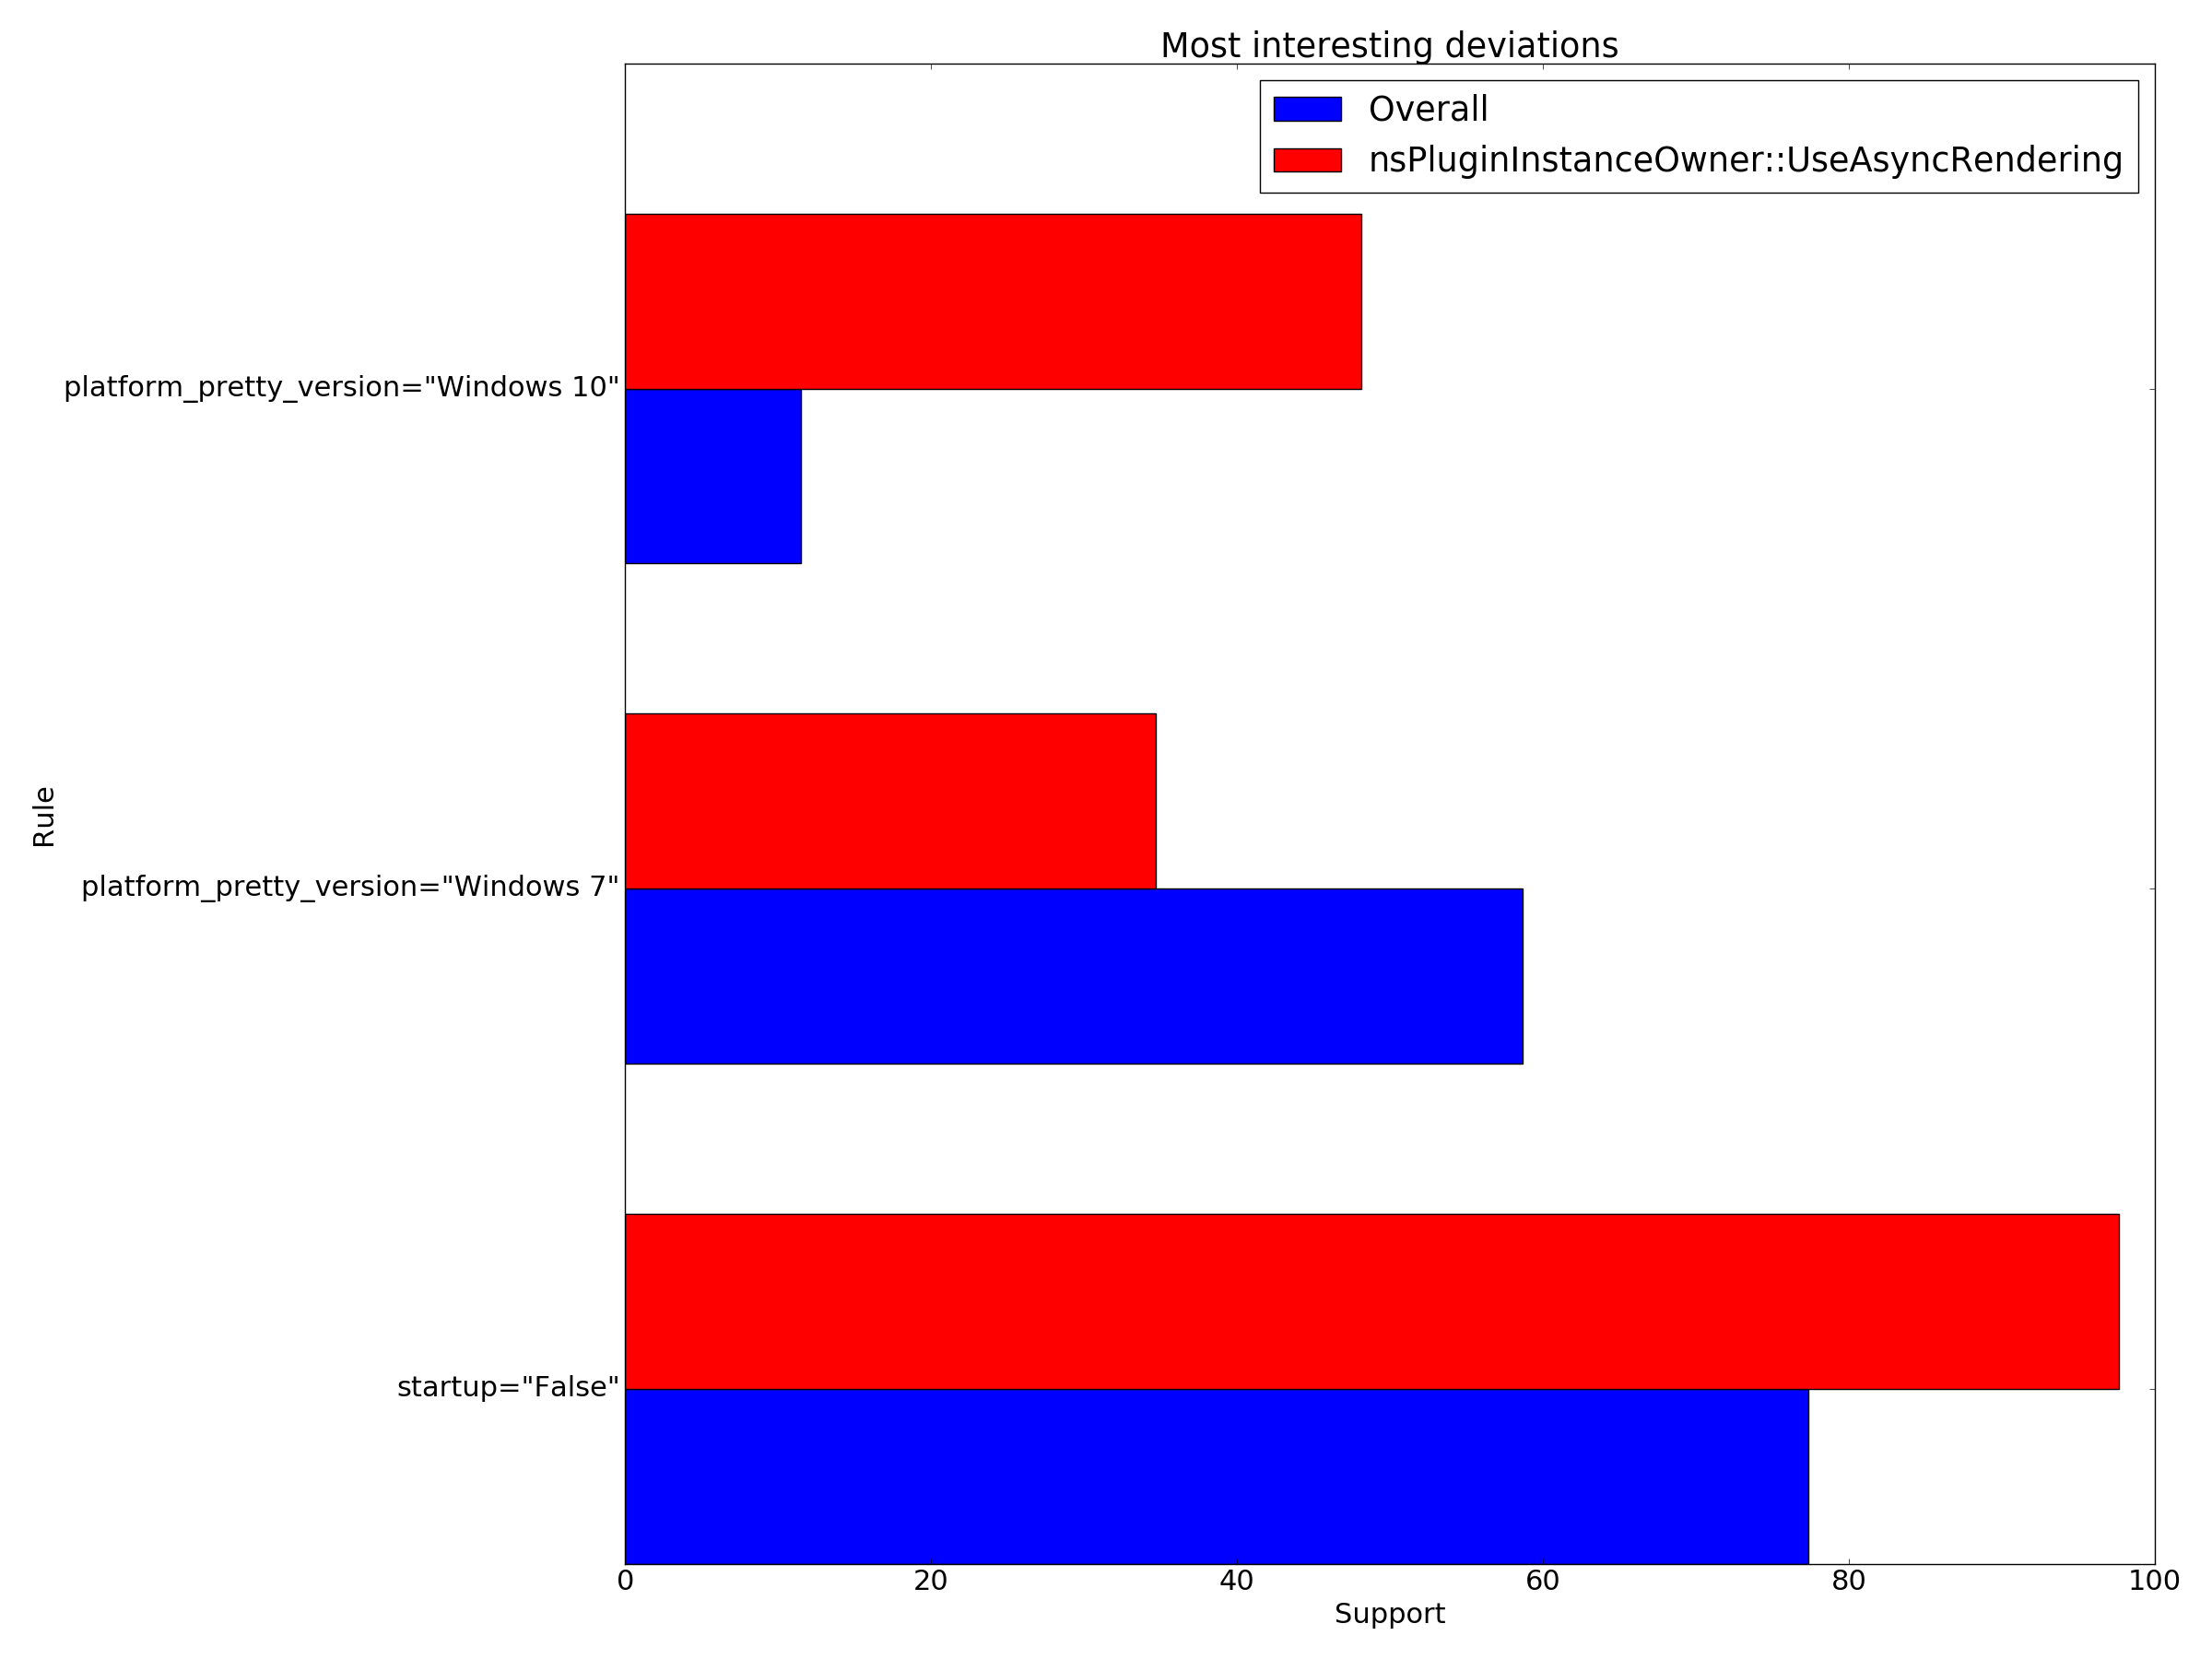 Most interesting deviations
Overall
nsPluginInstanceOwner::UseAsyncRendering
platform_pretty_version="Windows 10"
platform_pretty_version="Windows 7"
startup="False"
Rule
0 20 40 60 80 100
Support